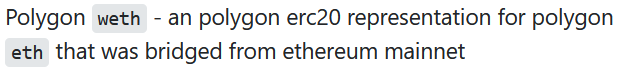 Polygon weth - an polygon erc20 representation for polygon
eth that was bridged from ethereum mainnet